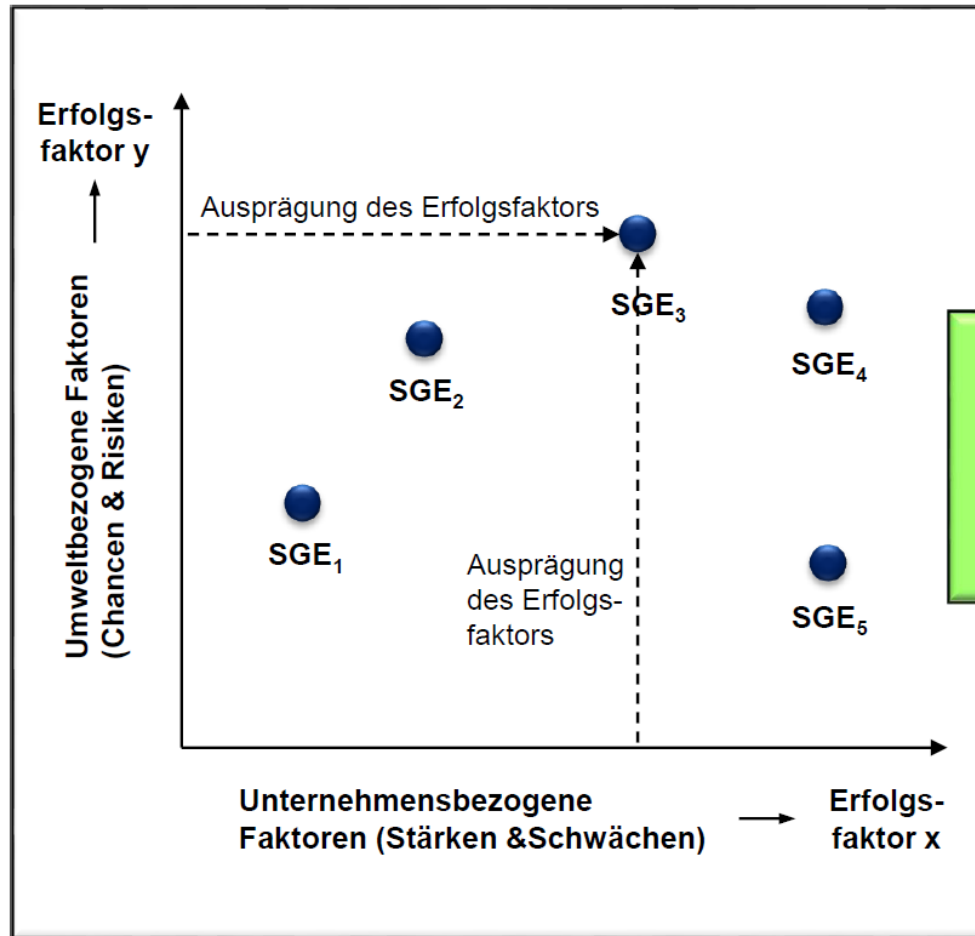 Erfolgs-
faktor y
Ausprägung des Erfolgsfaktors
Umweltbezogene Faktoren
(Chancen & Risiken)
SGE₃
SGE₄
SGE₂
SGE₁
Ausprägung
des Erfolgs-
faktors
SGE₅
Unternehmensbezogene
Faktoren (Stärken &Schwächen)
Erfolgs-
faktor x